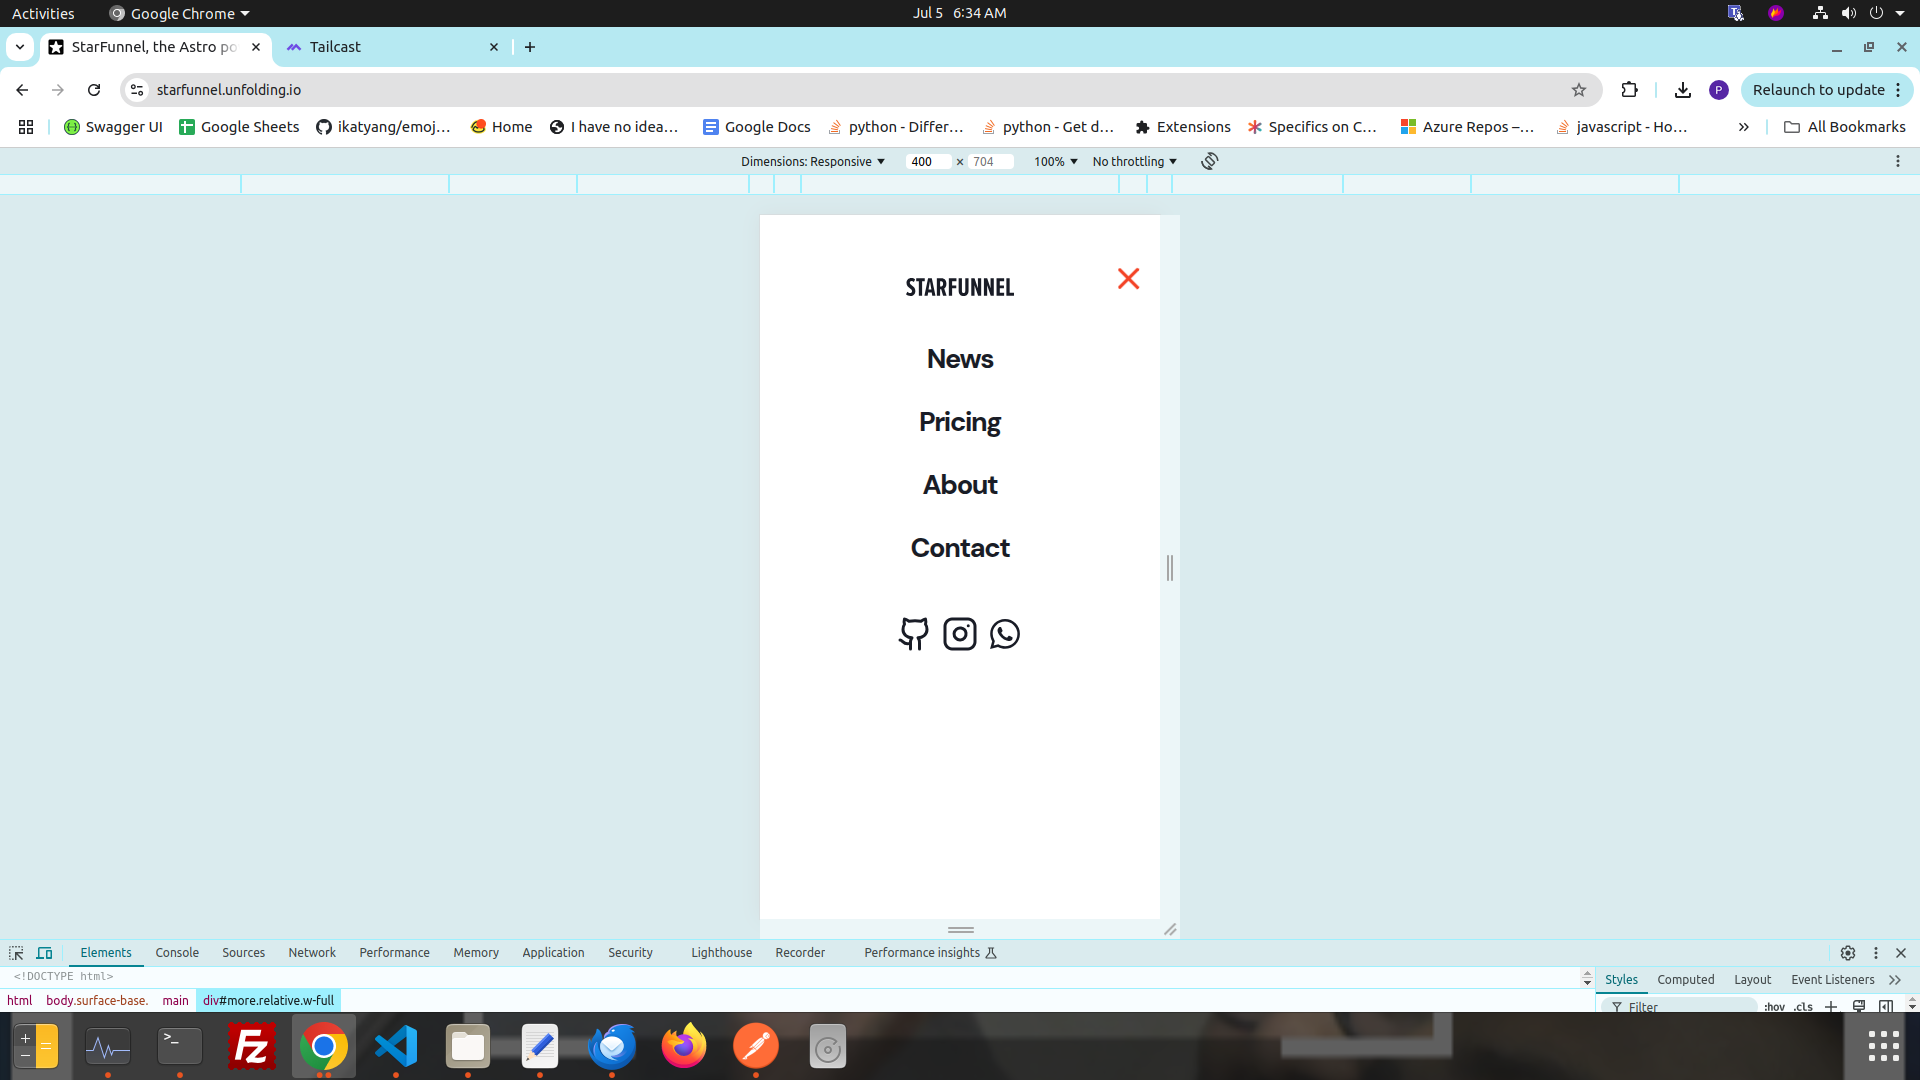 Activities Google Chrome Jul 5 6:34 AM
StarFunnel, the Astro po Tailcast
starfunnel.unfolding.io P Relaunch to update
Swagger UI Google Sheets ikatyang/emoj... Home I have no idea... Google Docs python - Differ... python - Get d... Extensions Specifics on C... Azure Repos –... javascript - Ho... All Bookmarks
Dimensions: Responsive 400 × 704 100% No throttling
STARFUNNEL
News
Pricing
About
Contact
Elements Console Sources Network Performance Memory Application Security Lighthouse Recorder Performance insights
<!DOCTYPE html> Styles Computed Layout Event Listeners
html body.surface-base. main div#more.relative.w-full Filter :hov .cls